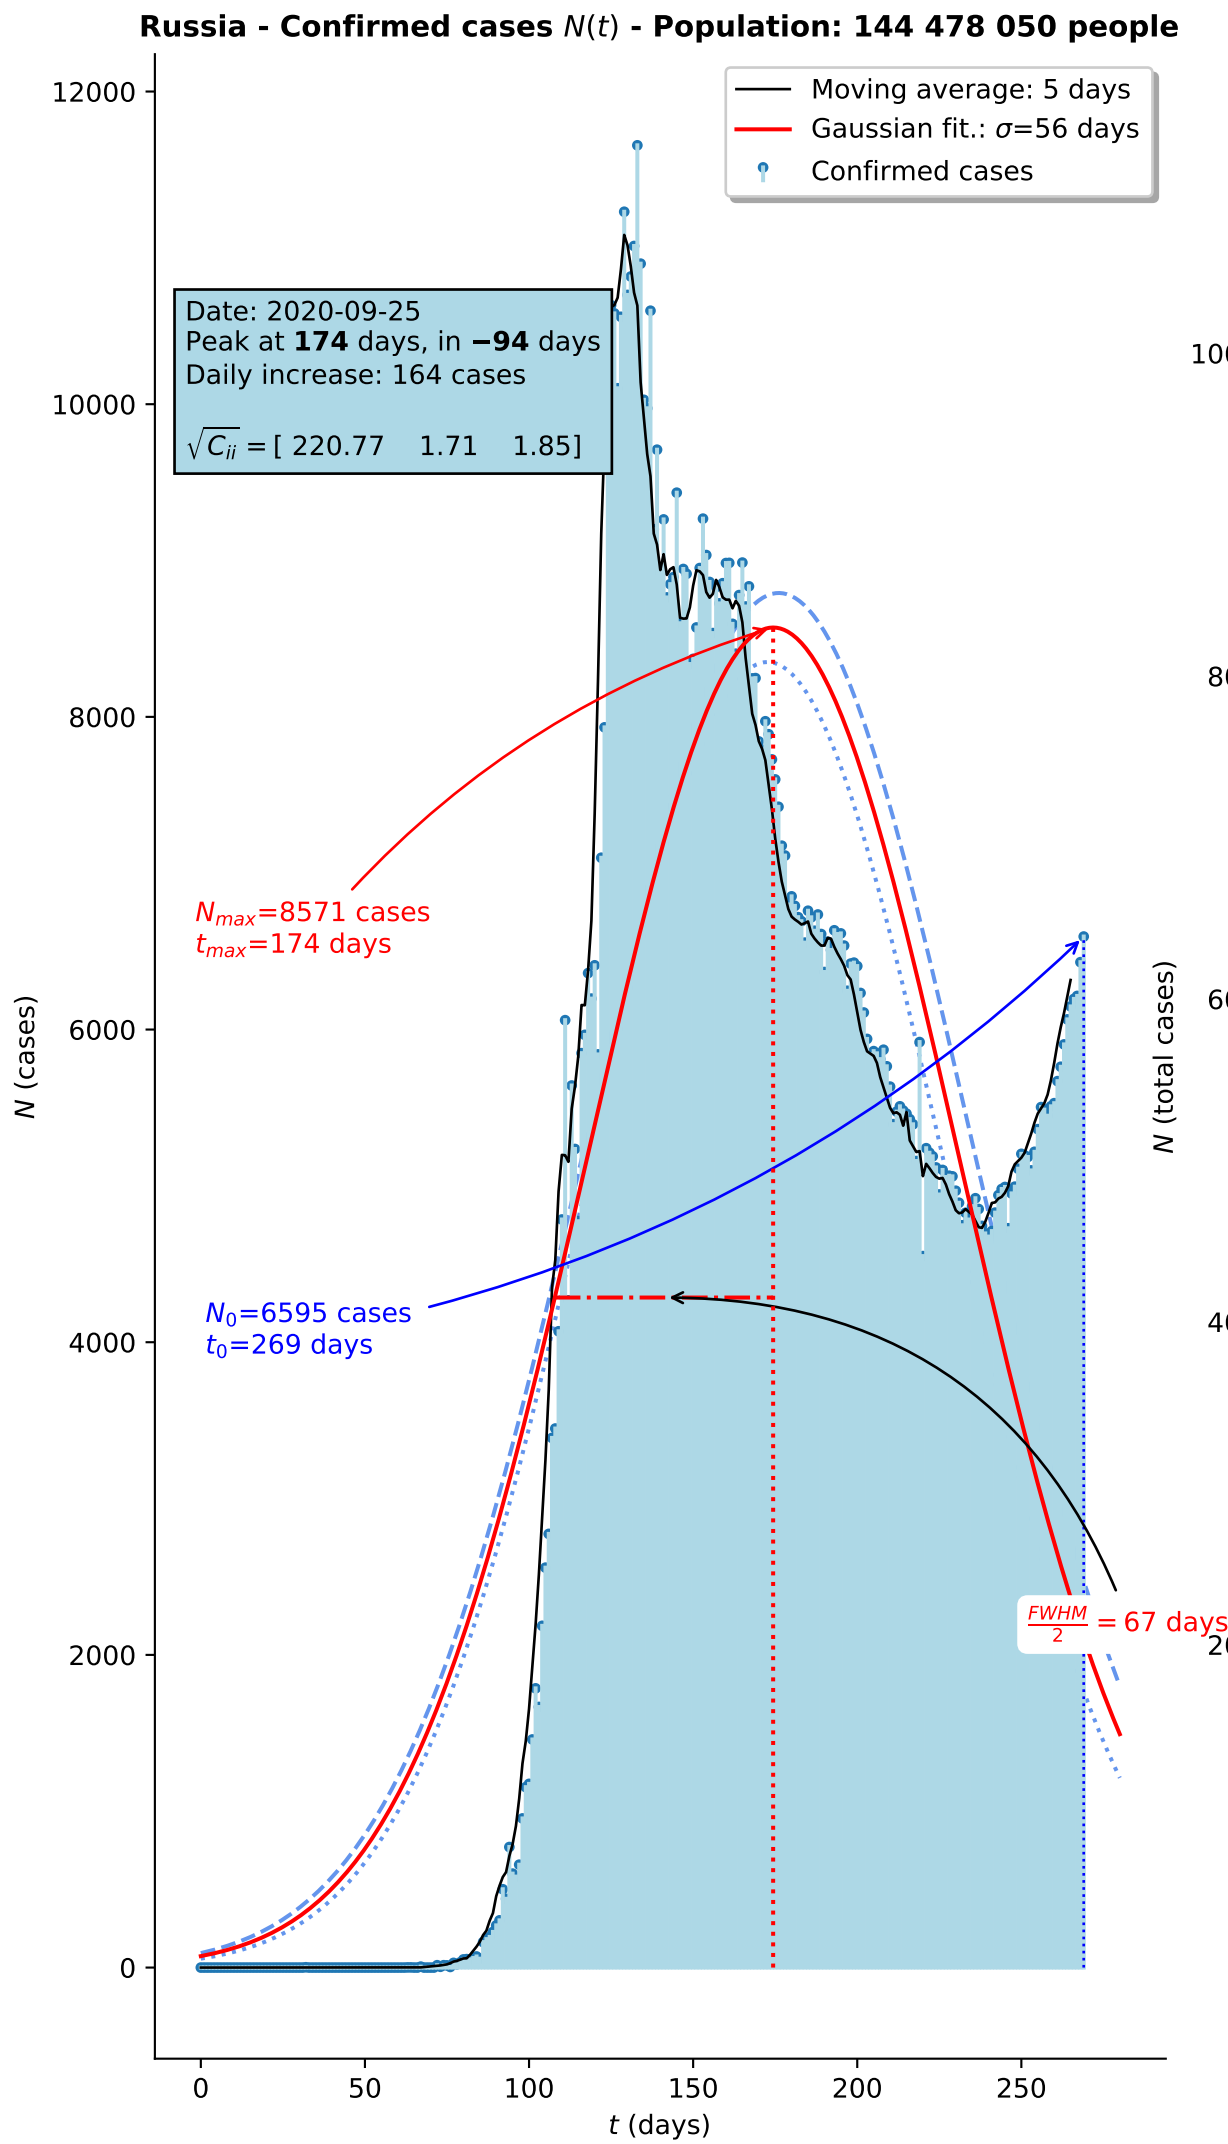 Russia - Confirmed cases N(t) - Population: 144 478 050 people
12000
10000
8000
6000
4000
2000
0
N (cases)
Moving average: 5 days
Gaussian fit.: σ=56 days
Confirmed cases
Date: 2020-09-25
Peak at 174 days, in −94 days
Daily increase: 164 cases
√C_ii = [ 220.77 1.71 1.85]
N_max=8571 cases
t_max=174 days
N_0=6595 cases
t_0=269 days
FWHM/2 = 67 days
N (total cases)
0 50 100 150 200 250
t (days)